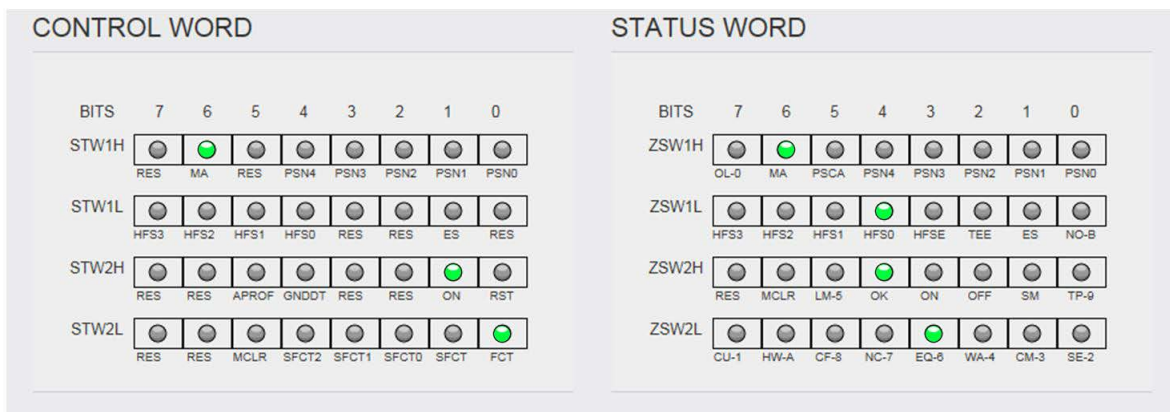 CONTROL WORD
BITS 7 6 5 4 3 2 1 0
STW1H
RES MA RES PSN4 PSN3 PSN2 PSN1 PSN0
STW1L
HFS3 HFS2 HFS1 HFS0 RES RES ES RES
STW2H
RES RES APROF GNDDT RES RES ON RST
STW2L
RES RES MCLR SFCT2 SFCT1 SFCT0 SFCT FCT
STATUS WORD
BITS 7 6 5 4 3 2 1 0
ZSW1H
OL-0 MA PSCA PSN4 PSN3 PSN2 PSN1 PSN0
ZSW1L
HFS3 HFS2 HFS1 HFS0 HFSE TEE ES NO-B
ZSW2H
RES MCLR LM-5 OK ON OFF SM TP-9
ZSW2L
CU-1 HW-A CF-8 NC-7 EQ-6 WA-4 CM-3 SE-2